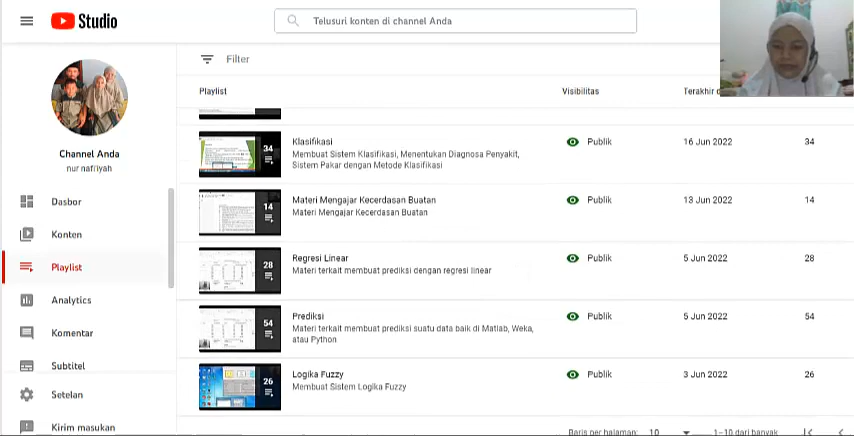 Studio
Telusuri konten di channel Anda
Filter
Playlist
Visibilitas
Terakhir
34
Klasifikasi
Membuat Sistem Klasifikasi, Menentukan Diagnosa Penyakit,
Sistem Pakar dengan Metode Klasifikasi
Publik
16 Jun 2022
34
14
Materi Mengajar Kecerdasan Buatan
Materi Mengajar Kecerdasan Buatan
Publik
13 Jun 2022
14
28
Regresi Linear
Materi terkait membuat prediksi dengan regresi linear
Publik
5 Jun 2022
28
54
Prediksi
Materi terkait membuat prediksi suatu data baik di Matlab, Weka,
atau Python
Publik
5 Jun 2022
54
26
Logika Fuzzy
Membuat Sistem Logika Fuzzy
Publik
3 Jun 2022
26
Baris per halaman: 10
1–10 dari banyak
Channel Anda
nur nafi'iyah
Dasbor
Konten
Playlist
Analytics
Komentar
Subtitel
Setelan
Kirim masukan